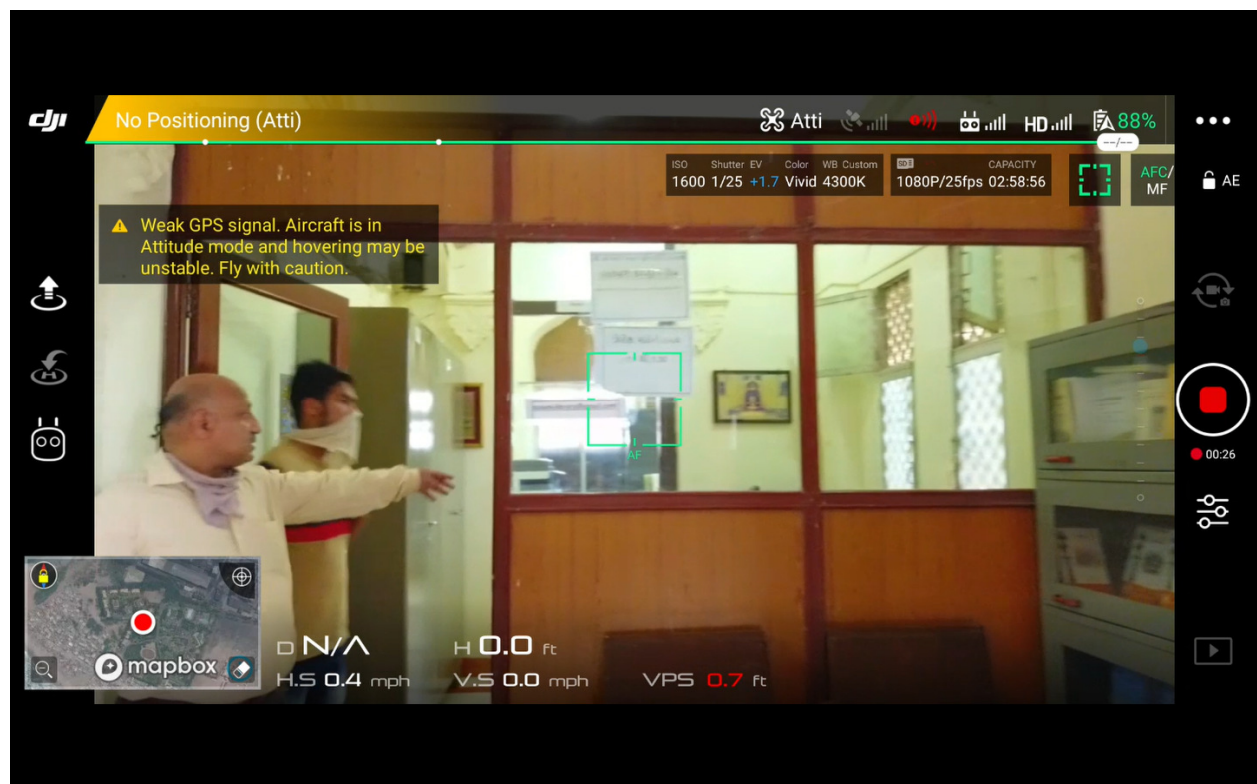 dji
No Positioning (Atti)
Atti
HD
88%
--/--
ISO Shutter EV Color WB Custom
1600 1/25 +1.7 Vivid 4300K
SD CAPACITY
1080P/25fps 02:58:56
AFC/
MF
AE
Weak GPS signal. Aircraft is in
Attitude mode and hovering may be
unstable. Fly with caution.
AF
00:26
mapbox
D N/A H 0.0 ft
H.S 0.4 mph V.S 0.0 mph VPS 0.7 ft